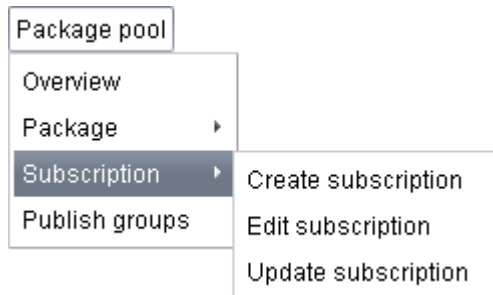 Package pool
Overview
Package
Subscription
Create subscription
Publish groups
Edit subscription
Update subscription